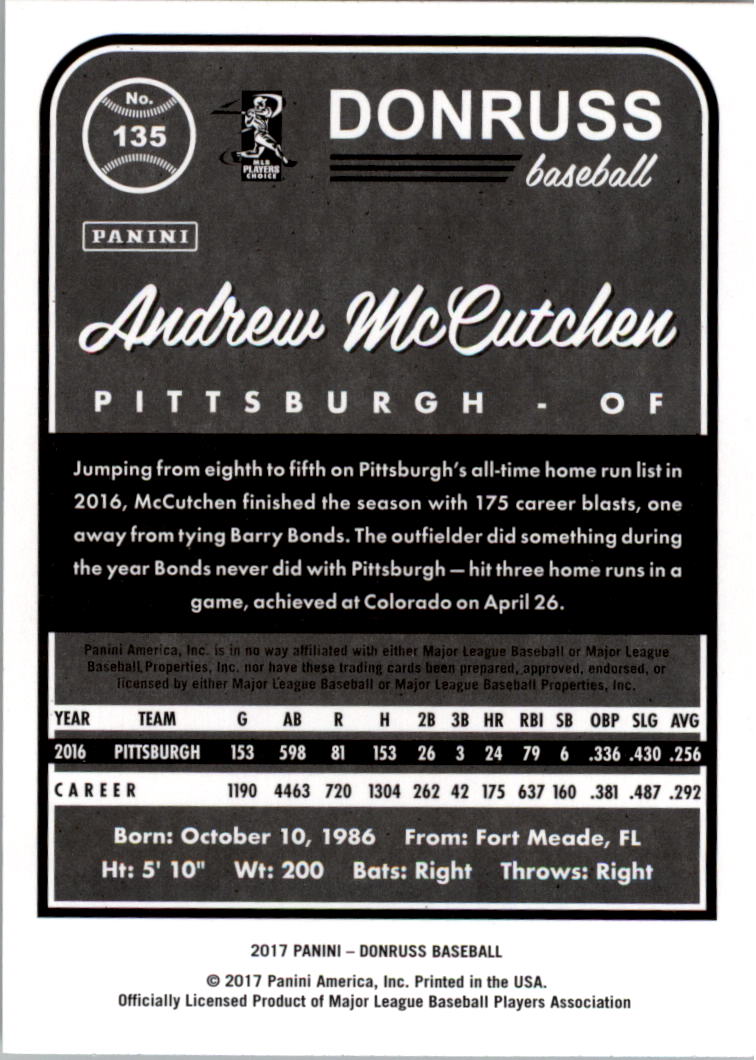 No.
135
MLB
PLAYERS
CHOICE
DONRUSS
baseball
PANINI
Andrew McCutchen
PITTSBURGH - OF
Jumping from eighth to fifth on Pittsburgh's all-time home run list in
2016, McCutchen finished the season with 175 career blasts, one
away from tying Barry Bonds. The outfielder did something during
the year Bonds never did with Pittsburgh — hit three home runs in a
game, achieved at Colorado on April 26.
Panini America, Inc. is in no way affiliated with either Major League Baseball or Major League
Baseball Properties, Inc. nor have these trading cards been prepared, approved, endorsed, or
licensed by either Major League Baseball or Major League Baseball Properties, Inc.
YEAR TEAM G AB R H 2B 3B HR RBI SB OBP SLG AVG
2016 PITTSBURGH 153 598 81 153 26 3 24 79 6 .336 .430 .256
CAREER 1190 4463 720 1304 262 42 175 637 160 .381 .487 .292
Born: October 10, 1986 From: Fort Meade, FL
Ht: 5' 10" Wt: 200 Bats: Right Throws: Right
2017 PANINI – DONRUSS BASEBALL
© 2017 Panini America, Inc. Printed in the USA.
Officially Licensed Product of Major League Baseball Players Association